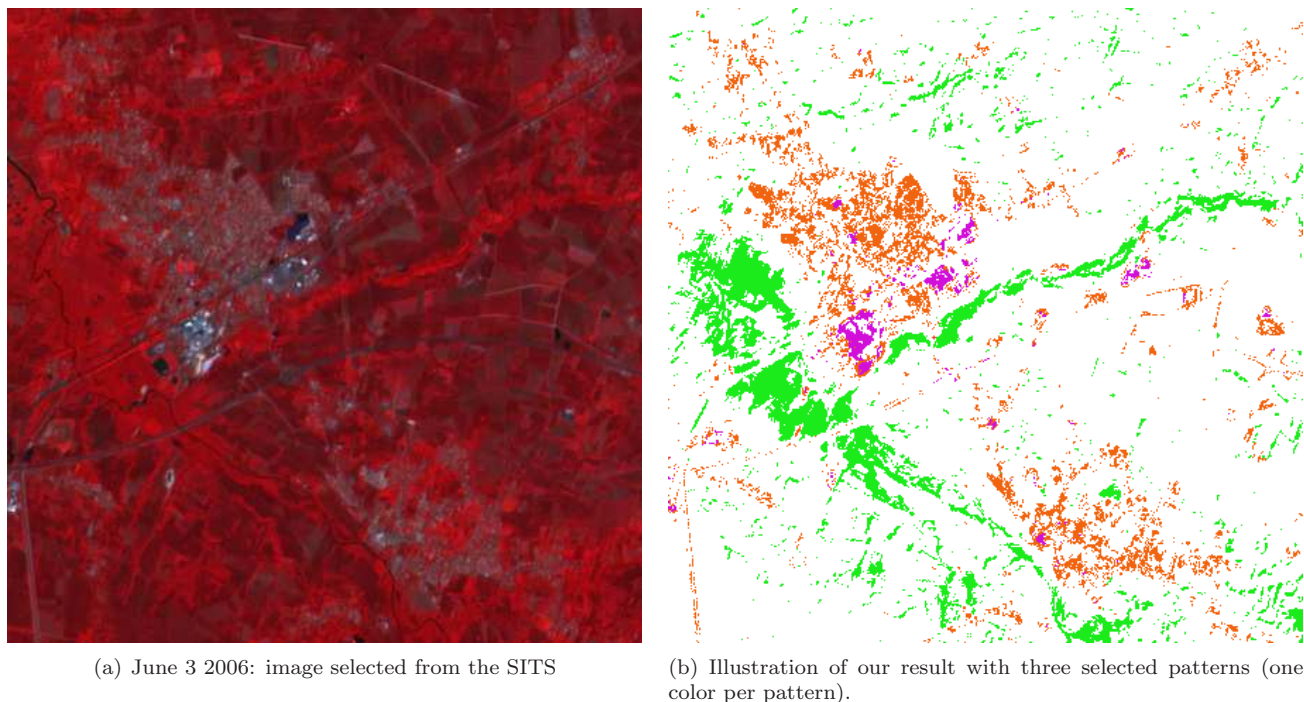 (a) June 3 2006: image selected from the SITS
(b) Illustration of our result with three selected patterns (one
color per pattern).